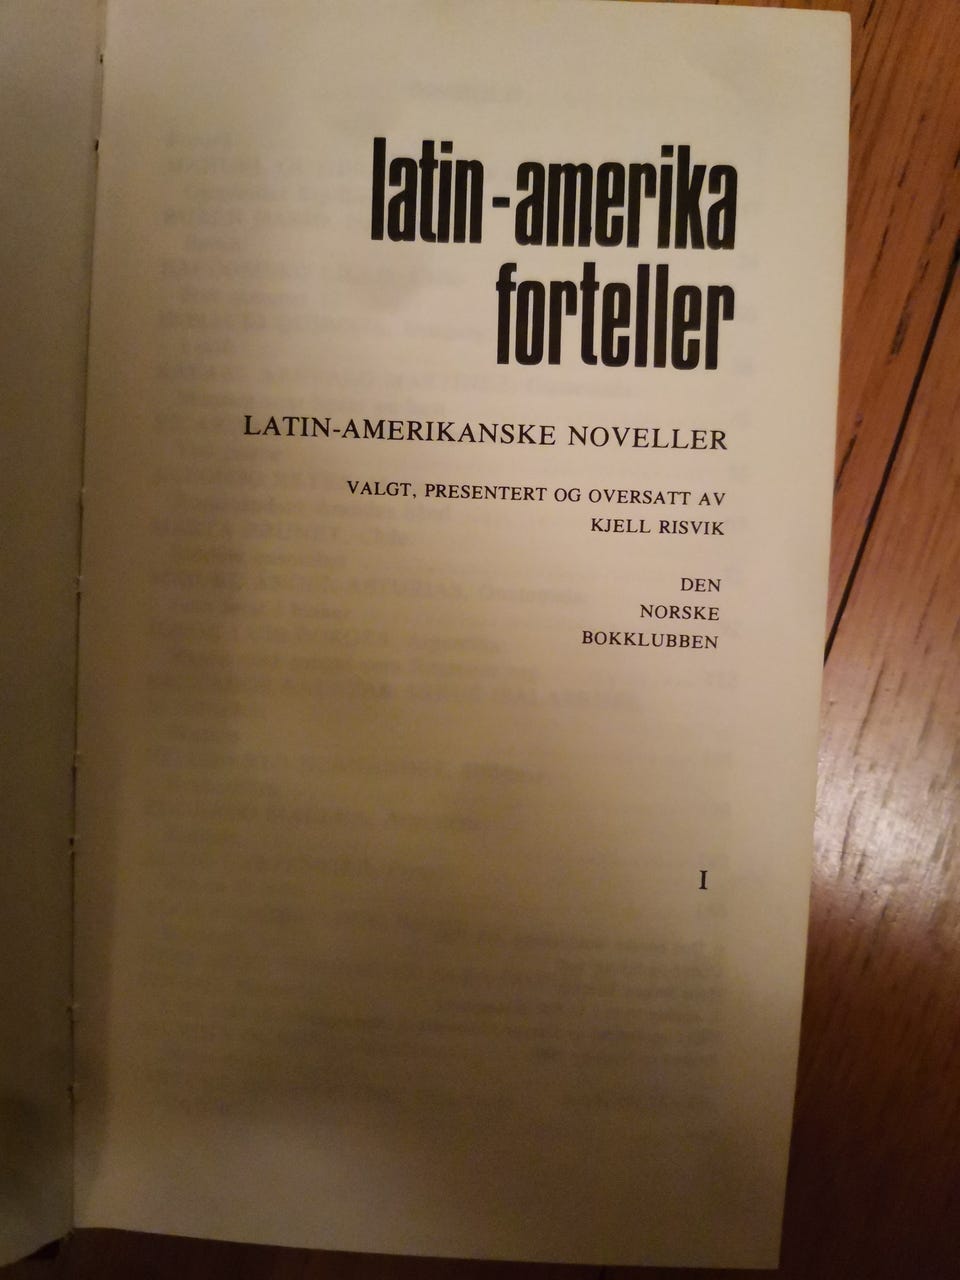 latin-amerika
forteller
LATIN-AMERIKANSKE NOVELLER
VALGT, PRESENTERT OG OVERSATT AV
KJELL RISVIK
DEN
NORSKE
BOKKLUBBEN
I